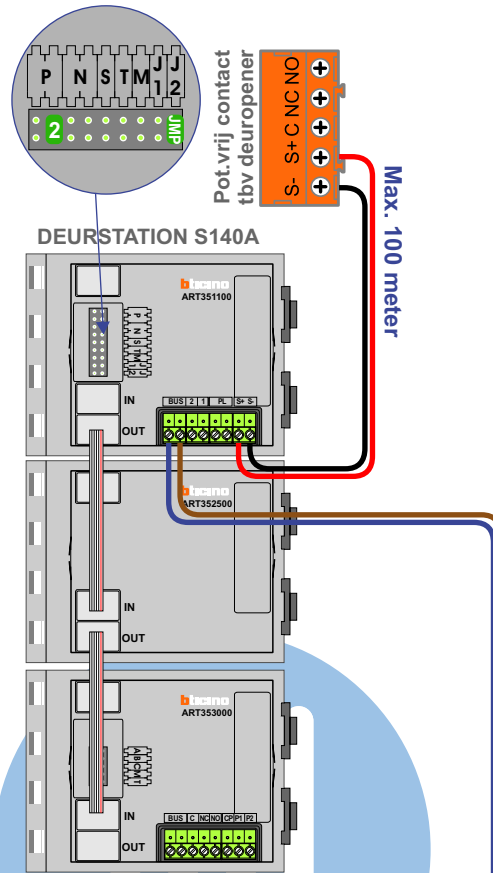 P N S T M J1 J2
2 JMP
Pot.vrij contact
tbv deuropener
S- S+ C NC NO
Max. 100 meter
DEURSTATION S140A
bticino
ART351100
P N S T M J1 J2
IN
OUT
BUS 2 1 PL S+ S-
bticino
ART352500
IN
OUT
bticino
ART353000
A B C M T
IN
OUT
BUS C NC NO CP P1 P2